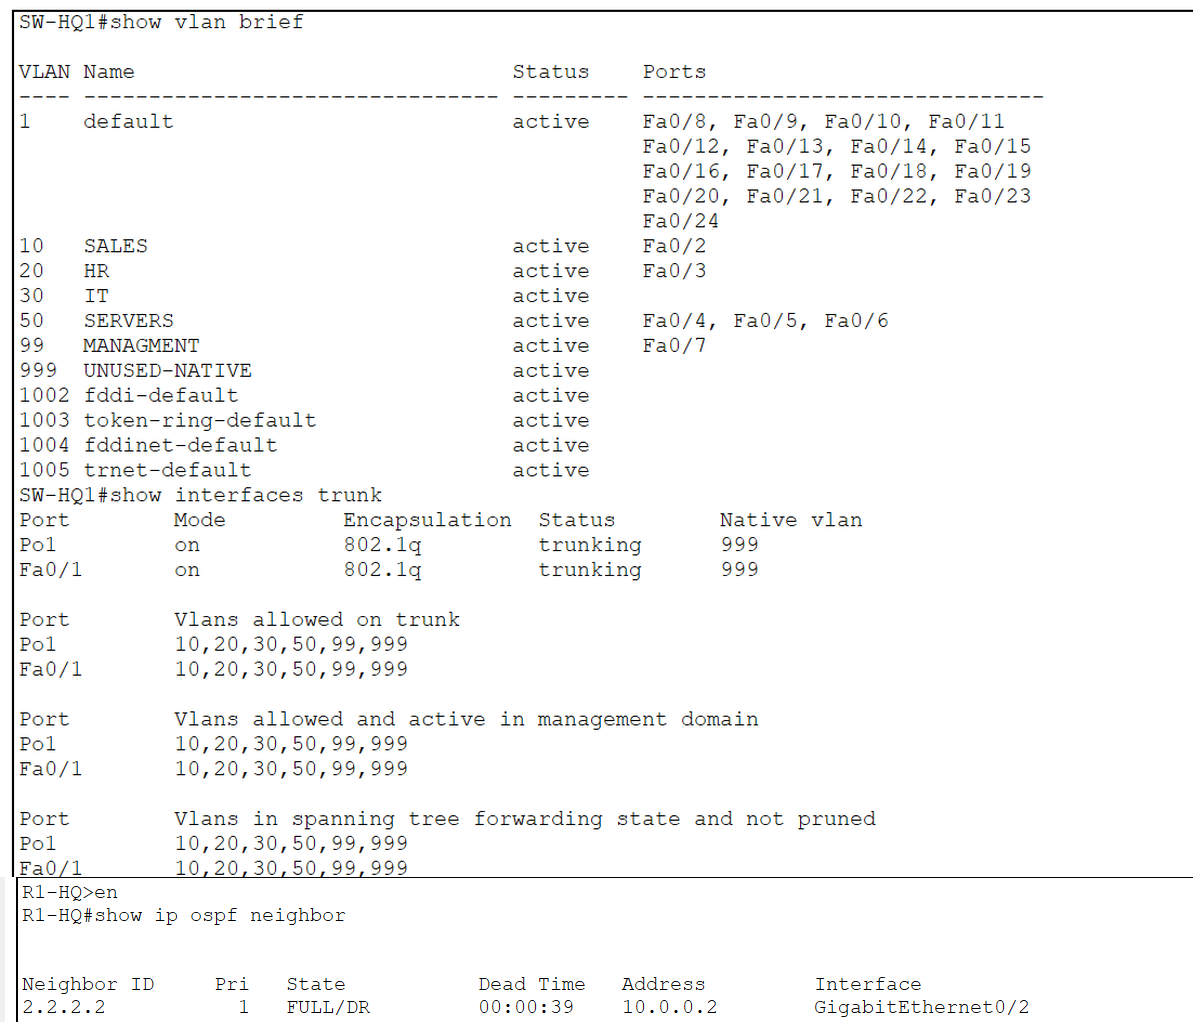 SW-HQ1#show vlan brief
VLAN Name                             Status    Ports
---- -------------------------------- --------- -------------------------------
1    default                          active    Fa0/8, Fa0/9, Fa0/10, Fa0/11
                                                Fa0/12, Fa0/13, Fa0/14, Fa0/15
                                                Fa0/16, Fa0/17, Fa0/18, Fa0/19
                                                Fa0/20, Fa0/21, Fa0/22, Fa0/23
                                                Fa0/24
10   SALES                            active    Fa0/2
20   HR                               active    Fa0/3
30   IT                               active
50   SERVERS                          active    Fa0/4, Fa0/5, Fa0/6
99   MANAGMENT                        active    Fa0/7
999  UNUSED-NATIVE                    active
1002 fddi-default                     active
1003 token-ring-default               active
1004 fddinet-default                  active
1005 trnet-default                    active
SW-HQ1#show interfaces trunk
Port        Mode         Encapsulation  Status        Native vlan
Po1         on           802.1q         trunking      999
Fa0/1       on           802.1q         trunking      999
Port        Vlans allowed on trunk
Po1         10,20,30,50,99,999
Fa0/1       10,20,30,50,99,999
Port        Vlans allowed and active in management domain
Po1         10,20,30,50,99,999
Fa0/1       10,20,30,50,99,999
Port        Vlans in spanning tree forwarding state and not pruned
Po1         10,20,30,50,99,999
Fa0/1       10,20,30,50,99,999
R1-HQ>en
R1-HQ#show ip ospf neighbor
Neighbor ID     Pri   State           Dead Time   Address         Interface
2.2.2.2           1   FULL/DR         00:00:39    10.0.0.2        GigabitEthernet0/2